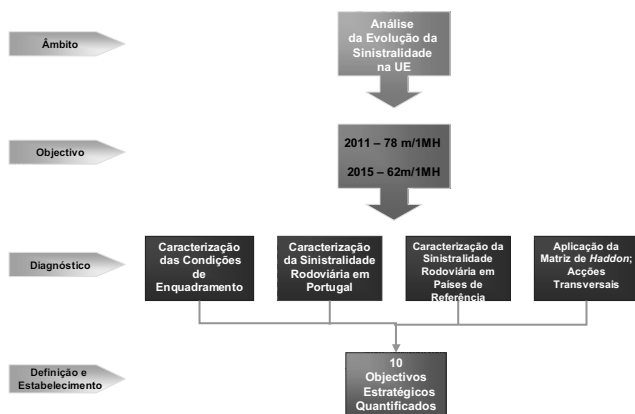 Âmbito
Análise
da Evolução da
Sinistralidade
na UE
Objectivo
2011 – 78 m/1MH
2015 – 62m/1MH
Diagnóstico
Caracterização
das Condições
de
Enquadramento
Caracterização
da Sinistralidade
Rodoviária em
Portugal
Caracterização da
Sinistralidade
Rodoviária em
Países de
Referência
Aplicação da
Matriz de Haddon;
Acções
Transversais
Definição e
Estabelecimento
10
Objectivos
Estratégicos
Quantificados